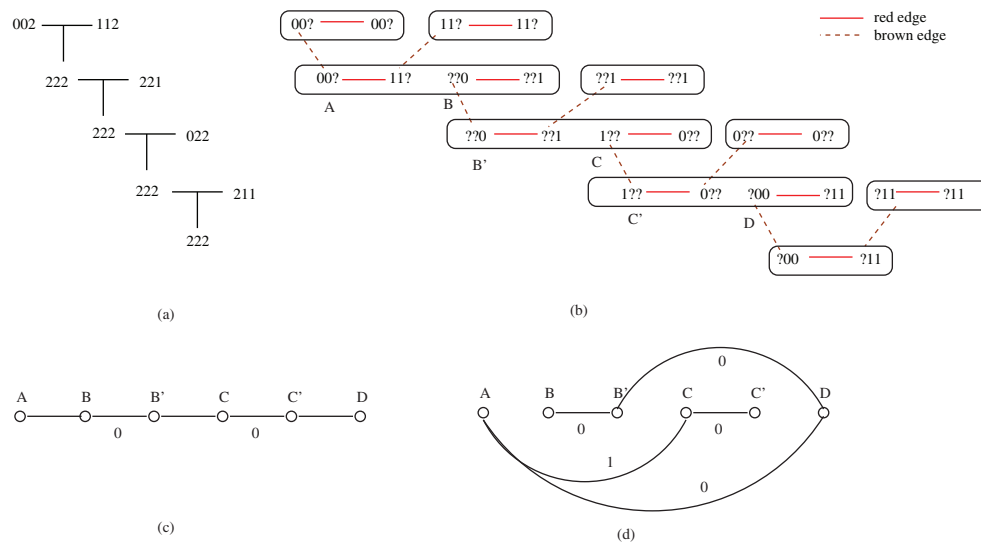 002 112
222 221
222 022
222 211
222
(a)
00? 00? 11? 11?
red edge
brown edge
00? 11? ??0 ??1 ??1 ??1
A B
??0 ??1 1?? 0?? 0?? 0??
B' C
1?? 0?? ?00 ?11 ?11 ?11
C' D
?00 ?11
(b)
A B B' C C' D
0 0
(c)
0
A B B' C C' D
0 0
1
0
(d)